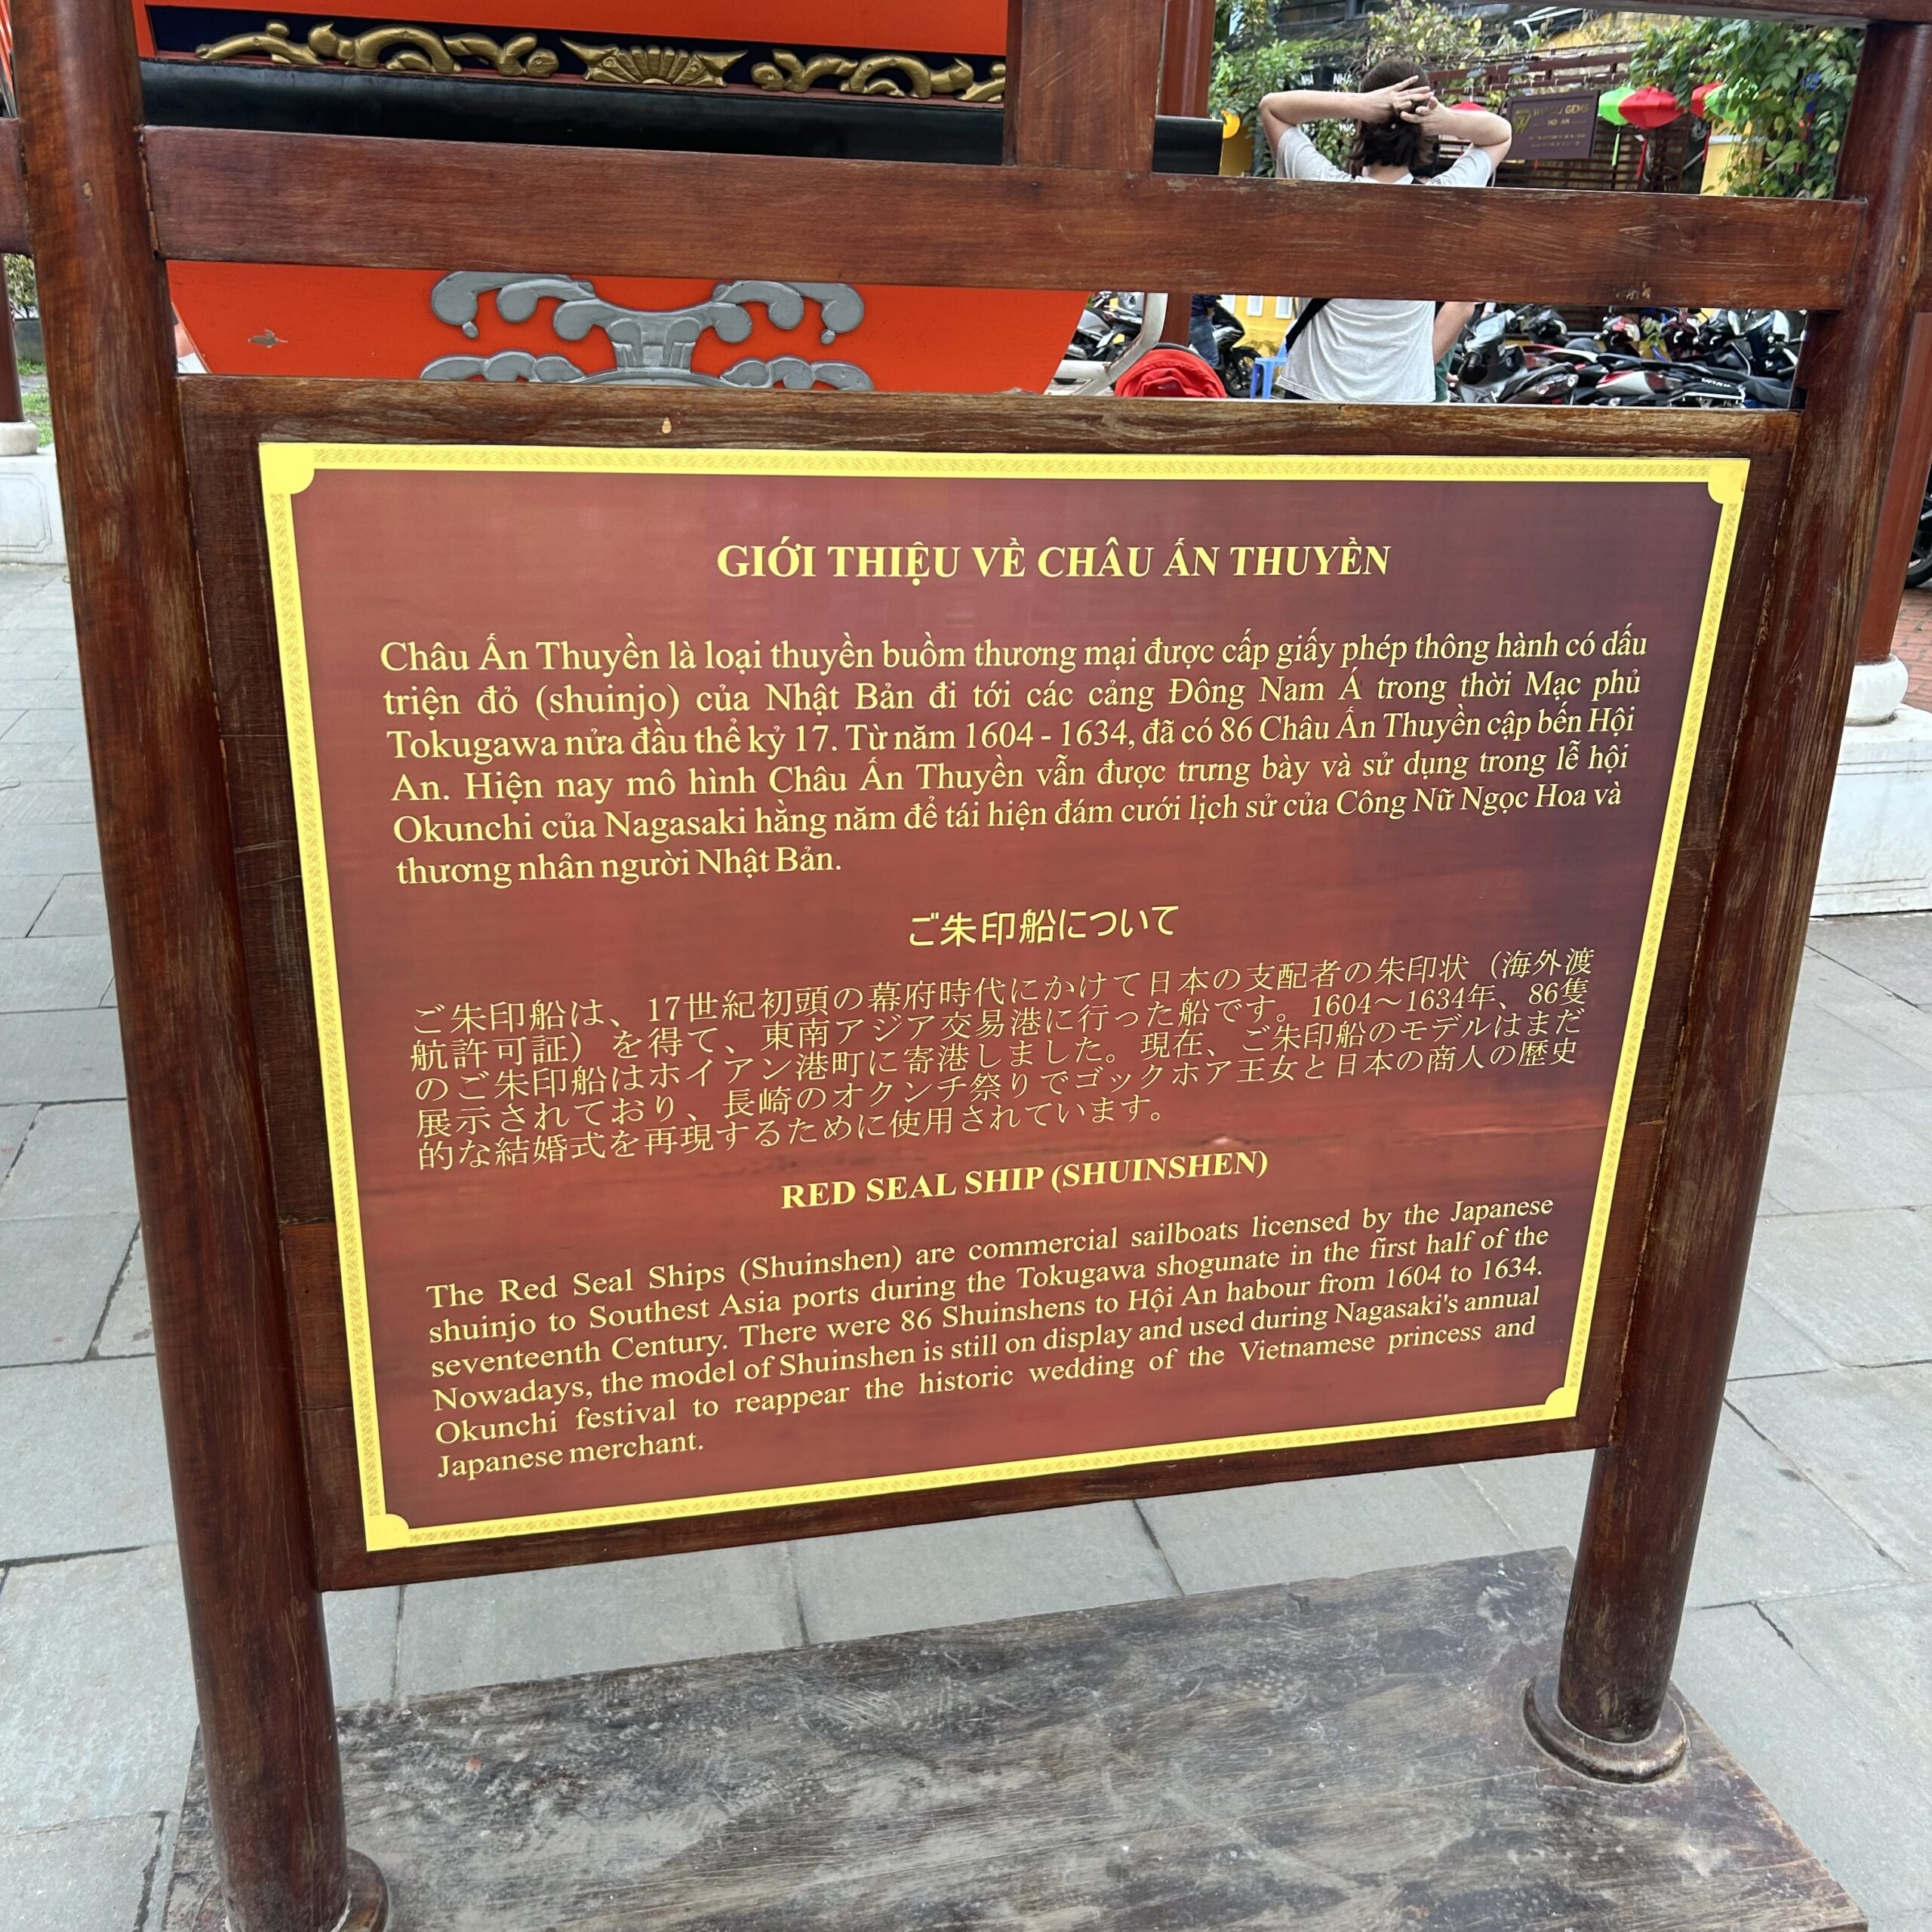 GIỚI THIỆU VỀ CHÂU ẤN THUYỀN
Châu Ấn Thuyền là loại thuyền buồm thương mại được cấp giấy phép thông hành có dấu
triện đỏ (shuinjo) của Nhật Bản đi tới các cảng Đông Nam Á trong thời Mạc phủ
Tokugawa nửa đầu thể kỷ 17. Từ năm 1604 - 1634, đã có 86 Châu Ấn Thuyền cập bến Hội
An. Hiện nay mô hình Châu Ấn Thuyền vẫn được trưng bày và sử dụng trong lễ hội
Okunchi của Nagasaki hằng năm để tái hiện đám cưới lịch sử của Công Nữ Ngọc Hoa và
thương nhân người Nhật Bản.
ご朱印船について
ご朱印船は、17世紀初頭の幕府時代にかけて日本の支配者の朱印状（海外渡
航許可証）を得て、東南アジア交易港に行った船です。1604～1634年、86隻
のご朱印船はホイアン港町に寄港しました。現在、ご朱印船のモデルはまだ
展示されており、長崎のオクンチ祭りでゴックホア王女と日本の商人の歴史
的な結婚式を再現するために使用されています。
RED SEAL SHIP (SHUINSHEN)
The Red Seal Ships (Shuinshen) are commercial sailboats licensed by the Japanese
shuinjo to Southest Asia ports during the Tokugawa shogunate in the first half of the
seventeenth Century. There were 86 Shuinshens to Hội An habour from 1604 to 1634.
Nowadays, the model of Shuinshen is still on display and used during Nagasaki's annual
Okunchi festival to reappear the historic wedding of the Vietnamese princess and
Japanese merchant.